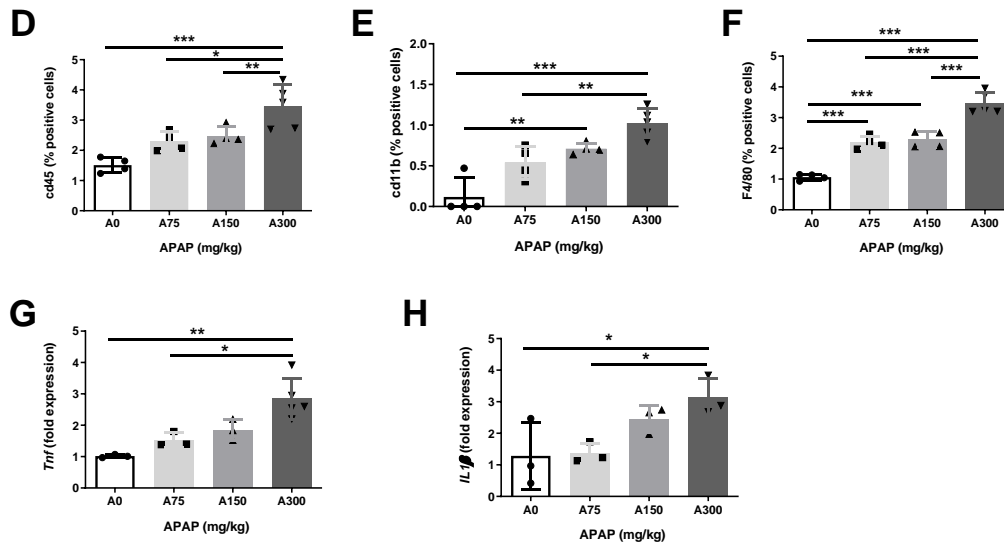 D
cd45 (% positive cells)
5
4
3
2
1
0
***
*
**
A0 A75 A150 A300
APAP (mg/kg)
E
cd11b (% positive cells)
2.0
1.5
1.0
0.5
0.0
***
**
**
A0 A75 A150 A300
APAP (mg/kg)
F
F4/80 (% positive cells)
5
4
3
2
1
0
***
***
***
***
***
A0 A75 A150 A300
APAP (mg/kg)
G
Tnf (fold expression)
5
4
3
2
1
0
**
*
A0 A75 A150 A300
APAP (mg/kg)
H
IL1β (fold expression)
5
4
3
2
1
0
*
*
A0 A75 A150 A300
APAP (mg/kg)